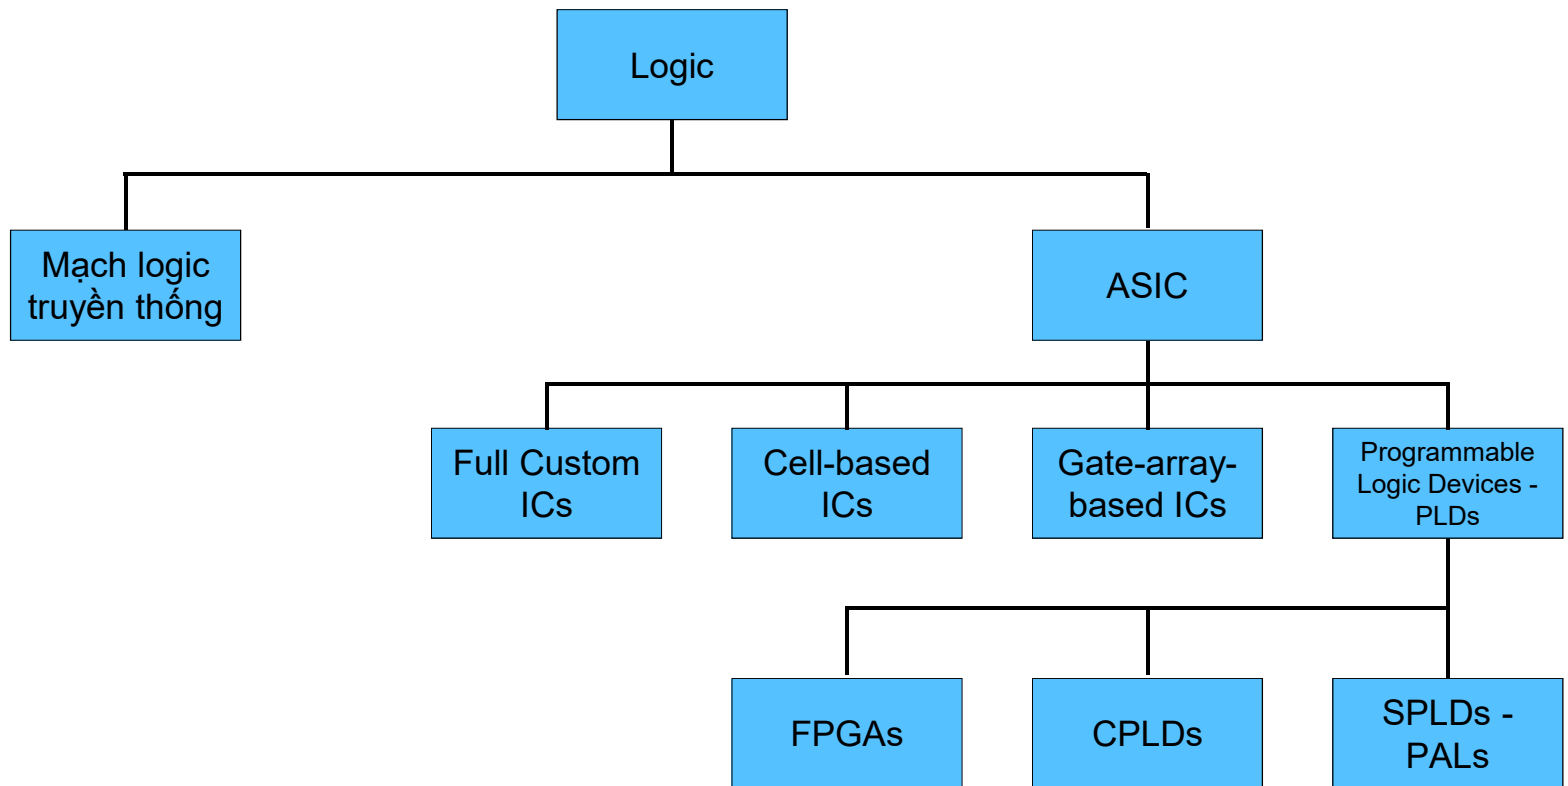 Logic
Mạch logic
truyền thống
ASIC
Full Custom
ICs
Cell-based
ICs
Gate-array-
based ICs
Programmable
Logic Devices -
PLDs
FPGAs
CPLDs
SPLDs -
PALs